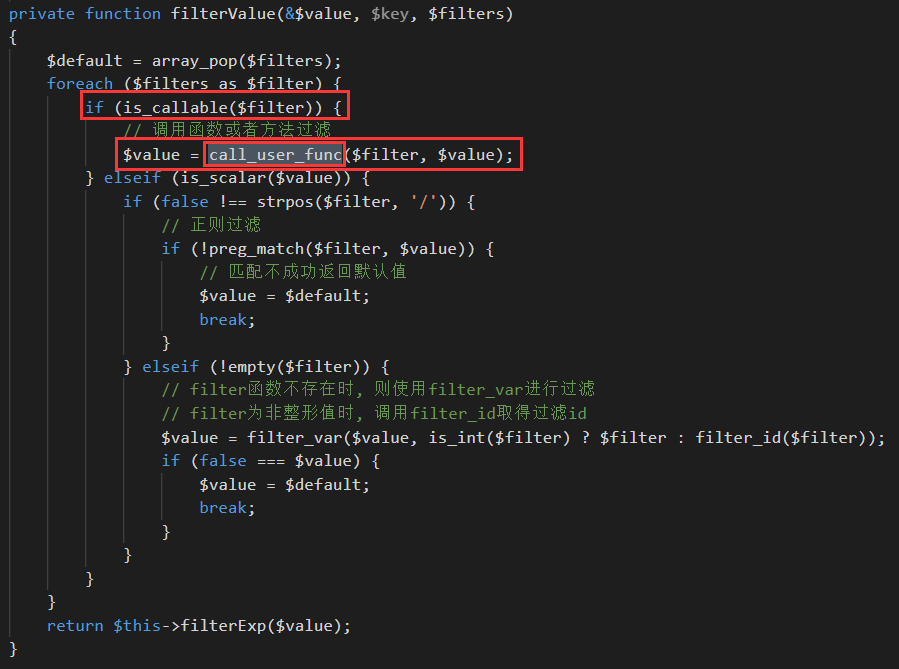 private function filterValue(&$value, $key, $filters)
{
    $default = array_pop($filters);
    foreach ($filters as $filter) {
        if (is_callable($filter)) {
            // 调用函数或者方法过滤
            $value = call_user_func($filter, $value);
        } elseif (is_scalar($value)) {
            if (false !== strpos($filter, '/')) {
                // 正则过滤
                if (!preg_match($filter, $value)) {
                    // 匹配不成功返回默认值
                    $value = $default;
                    break;
                }
            } elseif (!empty($filter)) {
                // filter函数不存在时, 则使用filter_var进行过滤
                // filter为非整形值时, 调用filter_id取得过滤id
                $value = filter_var($value, is_int($filter) ? $filter : filter_id($filter));
                if (false === $value) {
                    $value = $default;
                    break;
                }
            }
        }
    }
    return $this->filterExp($value);
}